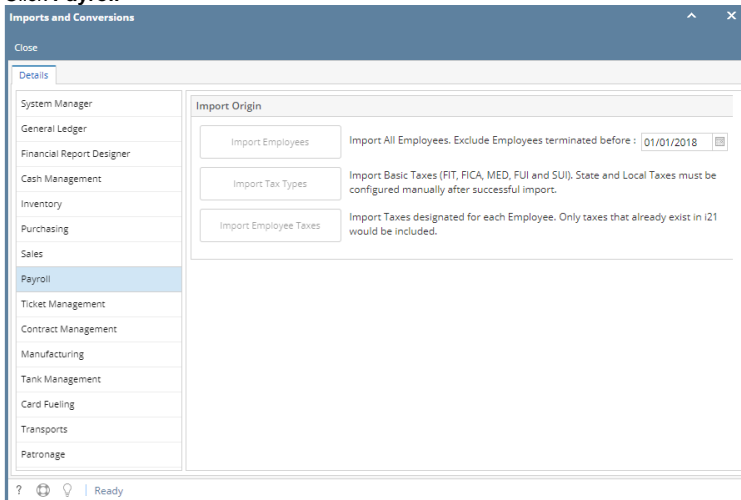 Click Payroll
Imports and Conversions
Close
Details
System Manager
General Ledger
Financial Report Designer
Cash Management
Inventory
Purchasing
Sales
Payroll
Ticket Management
Contract Management
Manufacturing
Tank Management
Card Fueling
Transports
Patronage
Import Origin
Import Employees
Import All Employees. Exclude Employees terminated before : 01/01/2018
Import Tax Types
Import Basic Taxes (FIT, FICA, MED, FUI and SUI). State and Local Taxes must be
configured manually after successful import.
Import Employee Taxes
Import Taxes designated for each Employee. Only taxes that already exist in i21
would be included.
? Ready